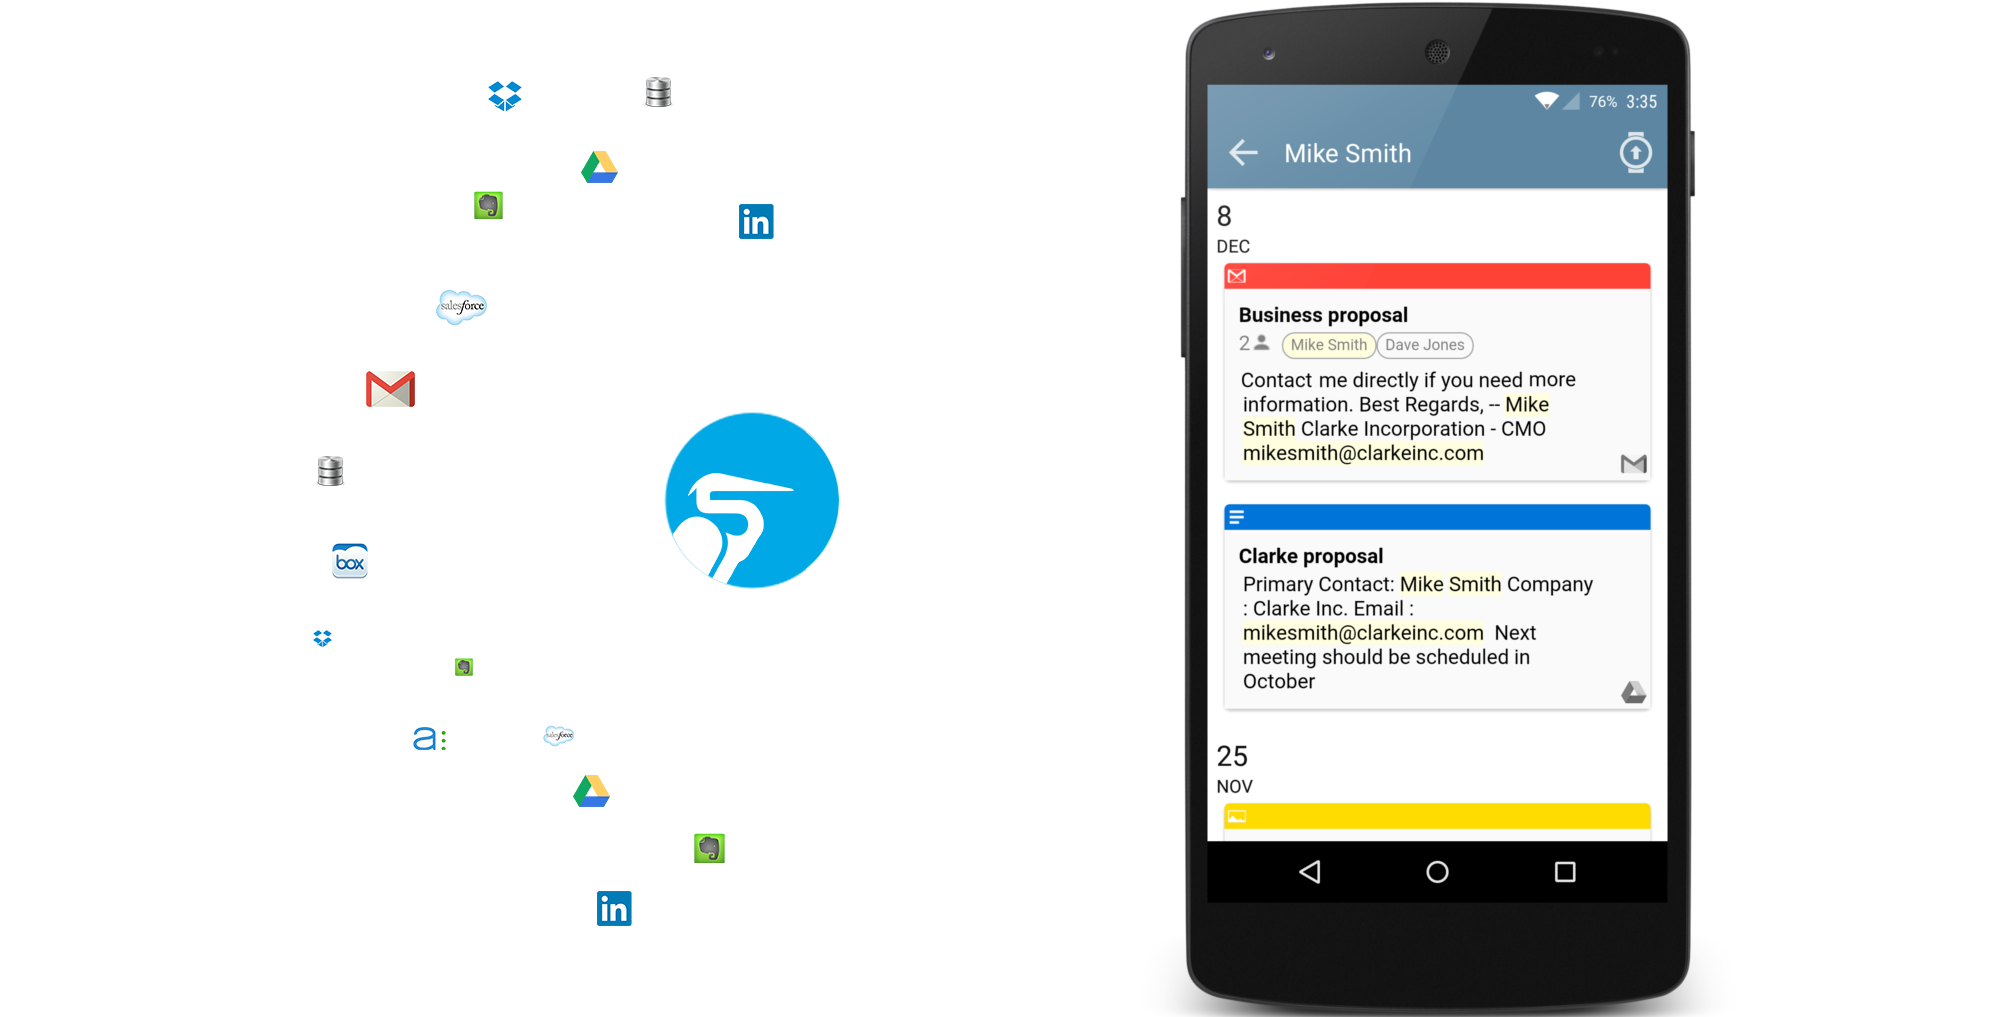 in
salesforce
box
a:
salesforce
in
76% 3:35
Mike Smith
8
DEC
Business proposal
2 Mike Smith Dave Jones
Contact me directly if you need more
information. Best Regards, -- Mike
Smith Clarke Incorporation - CMO
mikesmith@clarkeinc.com
Clarke proposal
Primary Contact: Mike Smith Company
: Clarke Inc. Email :
mikesmith@clarkeinc.com Next
meeting should be scheduled in
October
25
NOV